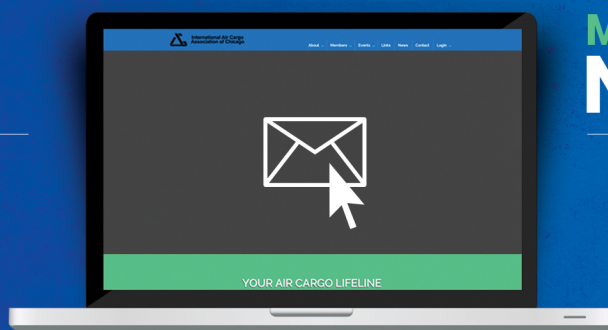 International Air Cargo
Association of Chicago
About Members Events Links News Contact Login
M
N
YOUR AIR CARGO LIFELINE